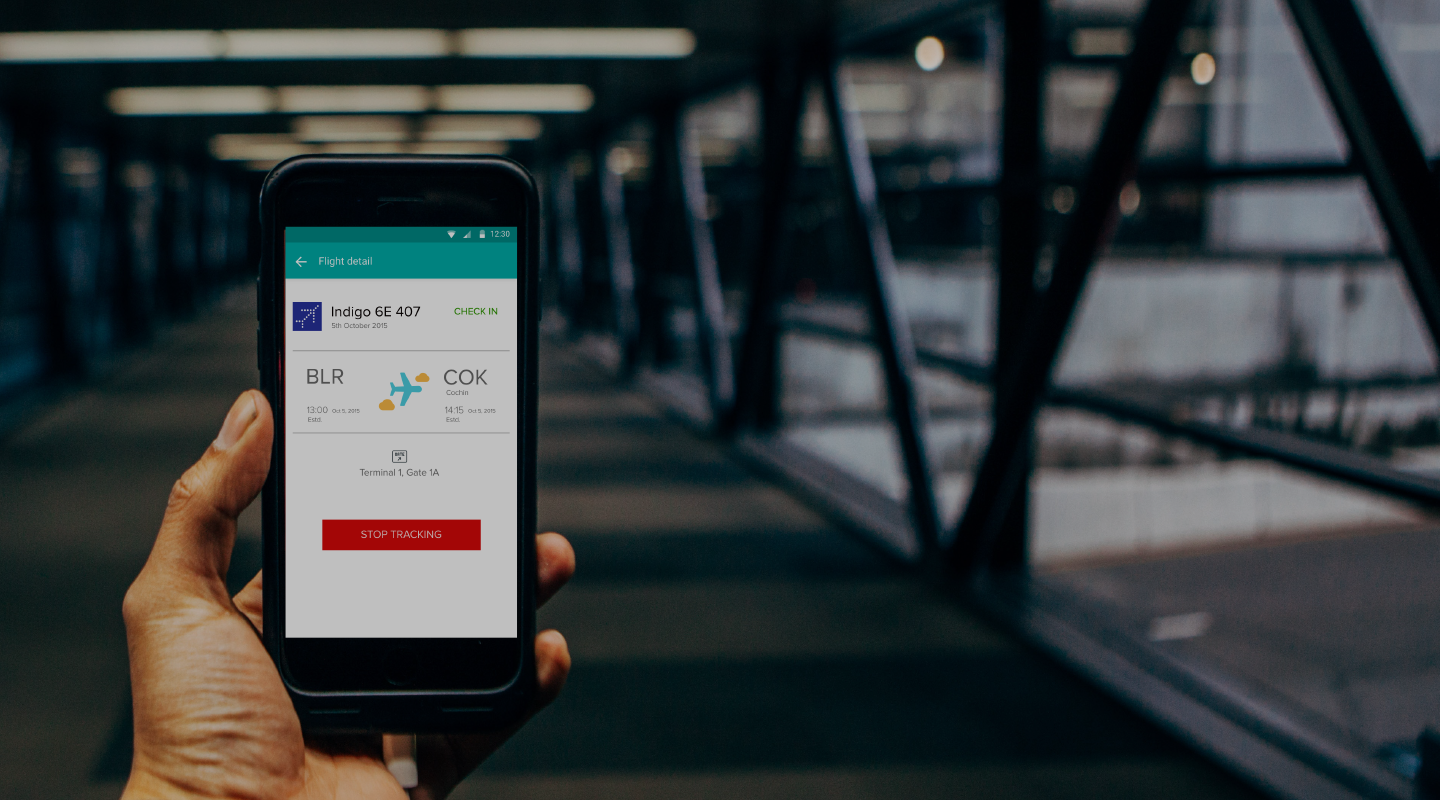 12:30
Flight detail
Indigo 6E 407
CHECK IN
5th October 2015
BLR
COK
Cochin
13:00 Oct 5, 2015
14:15 Oct 5, 2015
Estd.
Estd.
GATE
Terminal 1, Gate 1A
STOP TRACKING